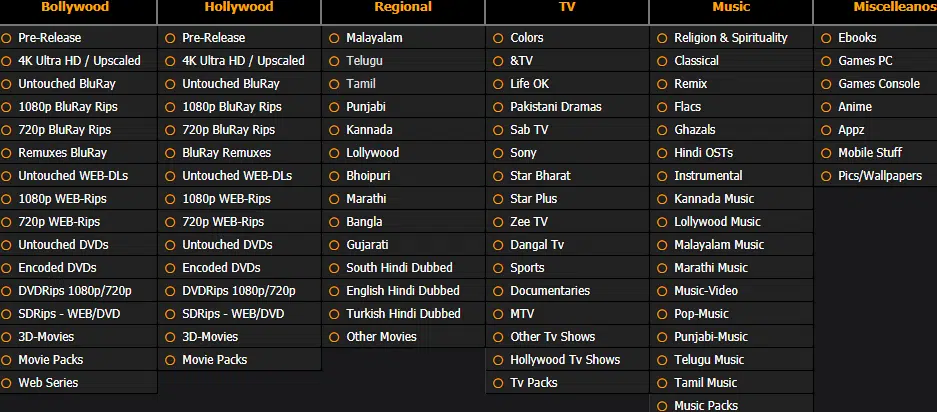 Bollywood
Pre-Release
4K Ultra HD / Upscaled
Untouched BluRay
1080p BluRay Rips
720p BluRay Rips
Remuxes BluRay
Untouched WEB-DLs
1080p WEB-Rips
720p WEB-Rips
Untouched DVDs
Encoded DVDs
DVDRips 1080p/720p
SDRips - WEB/DVD
3D-Movies
Movie Packs
Web Series
Hollywood
Pre-Release
4K Ultra HD / Upscaled
Untouched BluRay
1080p BluRay Rips
720p BluRay Rips
BluRay Remuxes
Untouched WEB-DLs
1080p WEB-Rips
720p WEB-Rips
Untouched DVDs
Encoded DVDs
DVDRips 1080p/720p
SDRips - WEB/DVD
3D-Movies
Movie Packs
Regional
Malayalam
Telugu
Tamil
Punjabi
Kannada
Lollywood
Bhoipuri
Marathi
Bangla
Gujarati
South Hindi Dubbed
English Hindi Dubbed
Turkish Hindi Dubbed
Other Movies
TV
Colors
&TV
Life OK
Pakistani Dramas
Sab TV
Sony
Star Bharat
Star Plus
Zee TV
Dangal Tv
Sports
Documentaries
MTV
Other Tv Shows
Hollywood Tv Shows
Tv Packs
Music
Religion & Spirituality
Classical
Remix
Flacs
Ghazals
Hindi OSTs
Instrumental
Kannada Music
Lollywood Music
Malayalam Music
Marathi Music
Music-Video
Pop-Music
Punjabi-Music
Telugu Music
Tamil Music
Music Packs
Miscelleanos
Ebooks
Games PC
Games Console
Anime
Appz
Mobile Stuff
Pics/Wallpapers